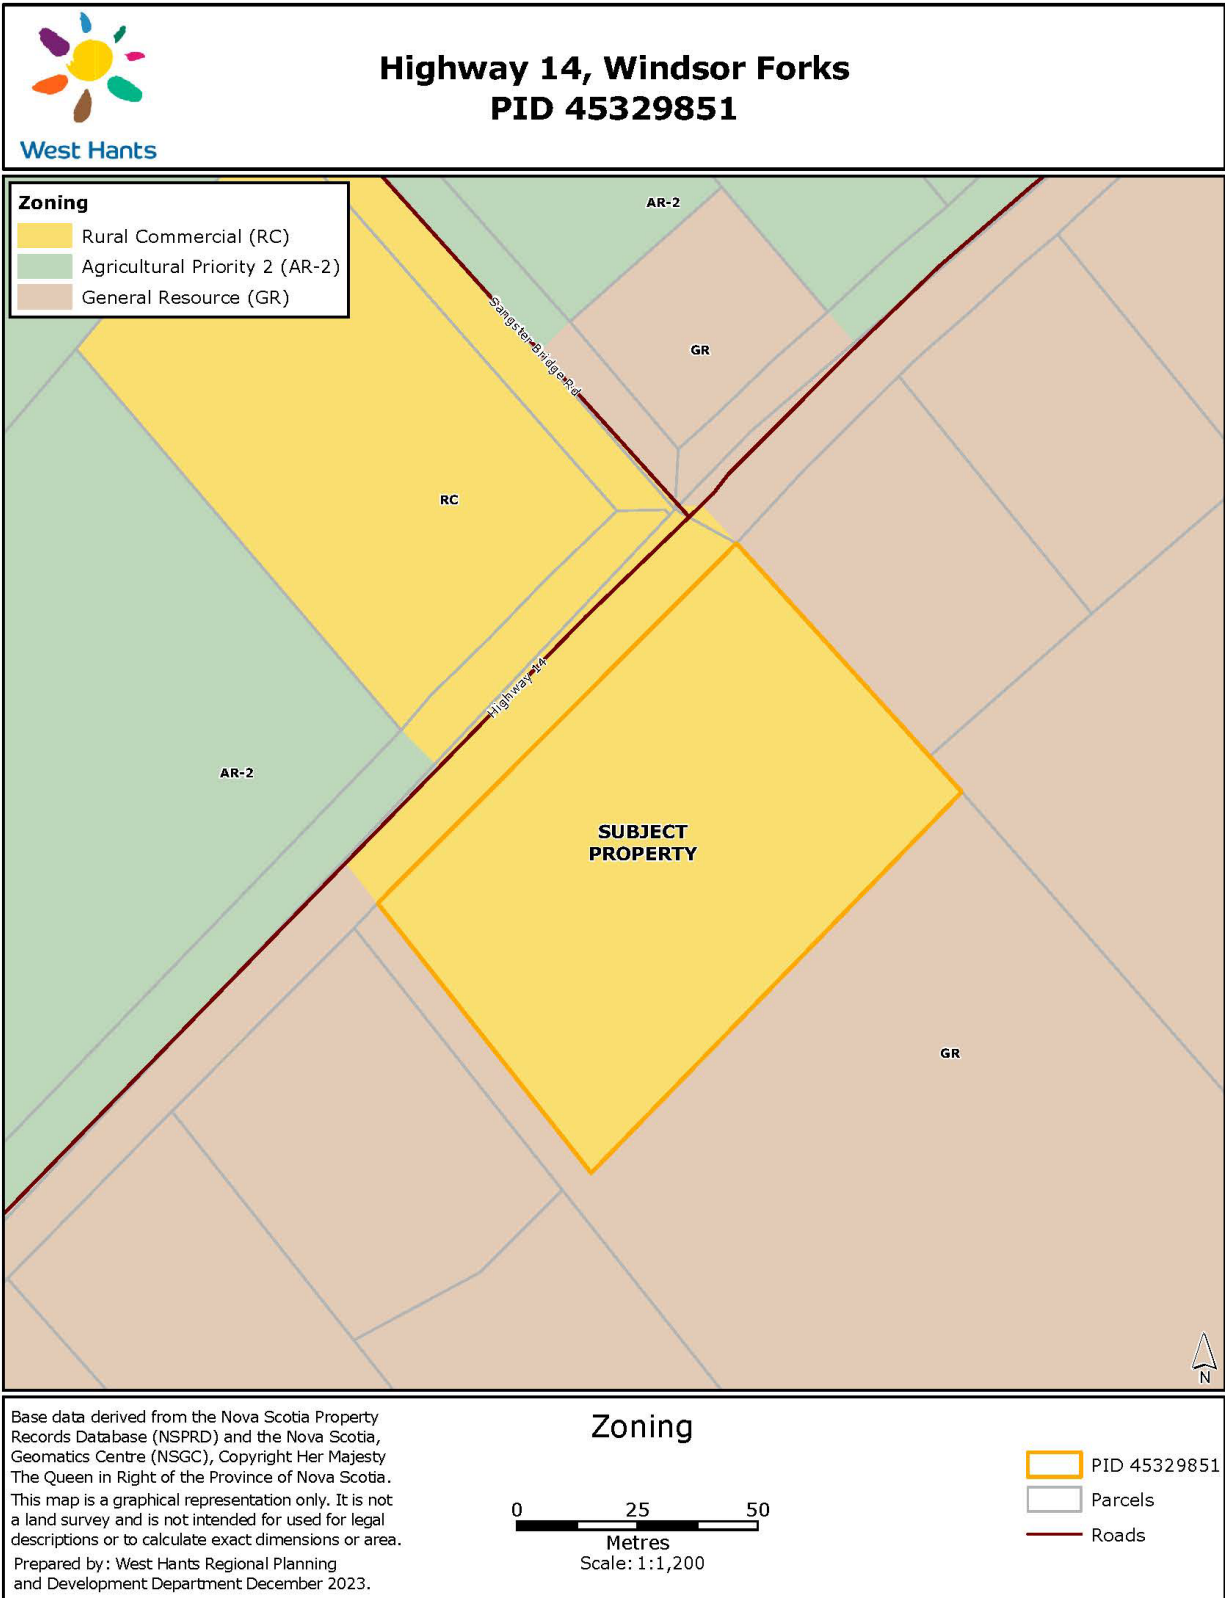 West Hants
Highway 14, Windsor Forks
PID 45329851
Zoning
Rural Commercial (RC)
Agricultural Priority 2 (AR-2)
General Resource (GR)
AR-2
Sangster Bridge Rd
GR
RC
Highway 14
AR-2
SUBJECT
PROPERTY
GR
N
Base data derived from the Nova Scotia Property
Records Database (NSPRD) and the Nova Scotia,
Geomatics Centre (NSGC), Copyright Her Majesty
The Queen in Right of the Province of Nova Scotia.
This map is a graphical representation only. It is not
a land survey and is not intended for used for legal
descriptions or to calculate exact dimensions or area.
Prepared by: West Hants Regional Planning
and Development Department December 2023.
Zoning
0 25 50
Metres
Scale: 1:1,200
PID 45329851
Parcels
Roads